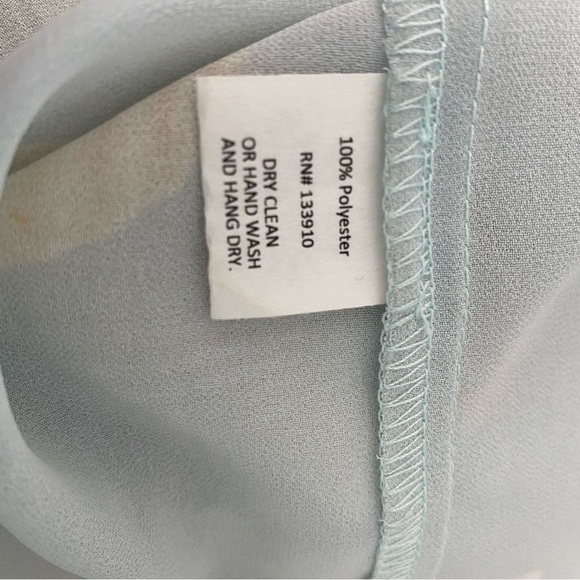 100% Polyester
RN# 133910
DRY CLEAN
OR HAND WASH
AND HANG DRY.